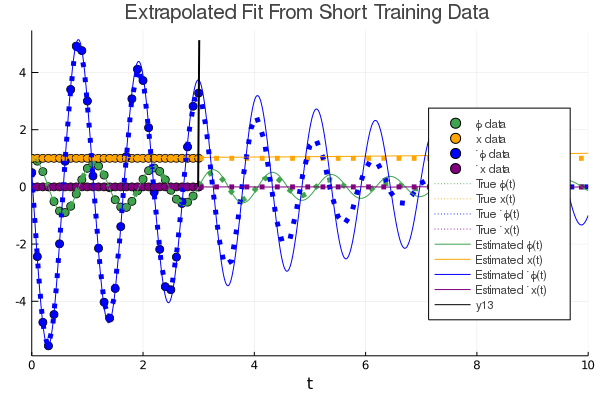 Extrapolated Fit From Short Training Data
4
2
0
-2
-4
0
2
4
6
8
10
t
ϕ data
x data
˙ϕ data
˙x data
True ϕ(t)
True x(t)
True ˙ϕ(t)
True ˙x(t)
Estimated ϕ(t)
Estimated x(t)
Estimated ˙ϕ(t)
Estimated ˙x(t)
y13